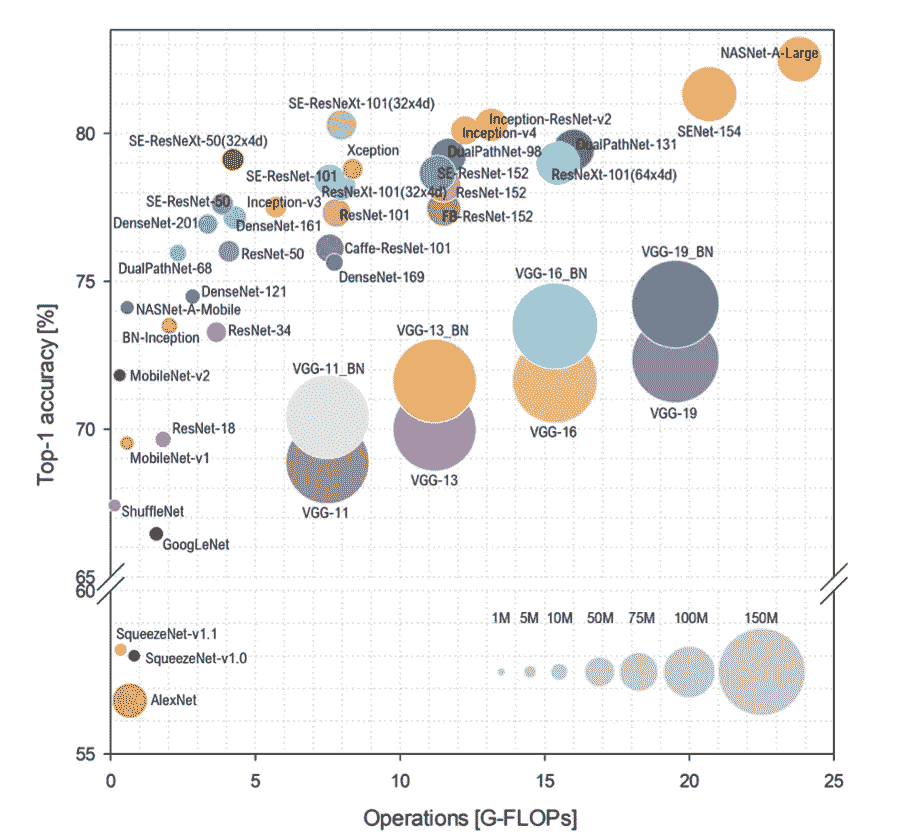 NASNet-A-Large
SE-ResNeXt-101(32x4d)
SENet-154
Inception-ResNet-v2
80
Inception-v4
SE-ResNeXt-50(32x4d)
Xception
DualPathNet-98
DualPathNet-131
SE-ResNet-101
SE-ResNet-152
ResNeXt-101(64x4d)
ResNeXt-101(32x4d)
ResNet-152
SE-ResNet-50
Inception-v3
ResNet-101
FB-ResNet-152
DenseNet-201
DenseNet-161
ResNet-50
Caffe-ResNet-101
VGG-19_BN
DualPathNet-68
DenseNet-169
VGG-16_BN
75
DenseNet-121
NASNet-A-Mobile
BN-Inception
ResNet-34
VGG-13_BN
VGG-11_BN
MobileNet-v2
VGG-19
70
ResNet-18
VGG-16
MobileNet-v1
VGG-13
ShuffleNet
VGG-11
GoogLeNet
65
60
1M 5M 10M 50M 75M 100M 150M
SqueezeNet-v1.1
SqueezeNet-v1.0
AlexNet
55
0 5 10 15 20 25
Top-1 accuracy [%]
Operations [G-FLOPs]